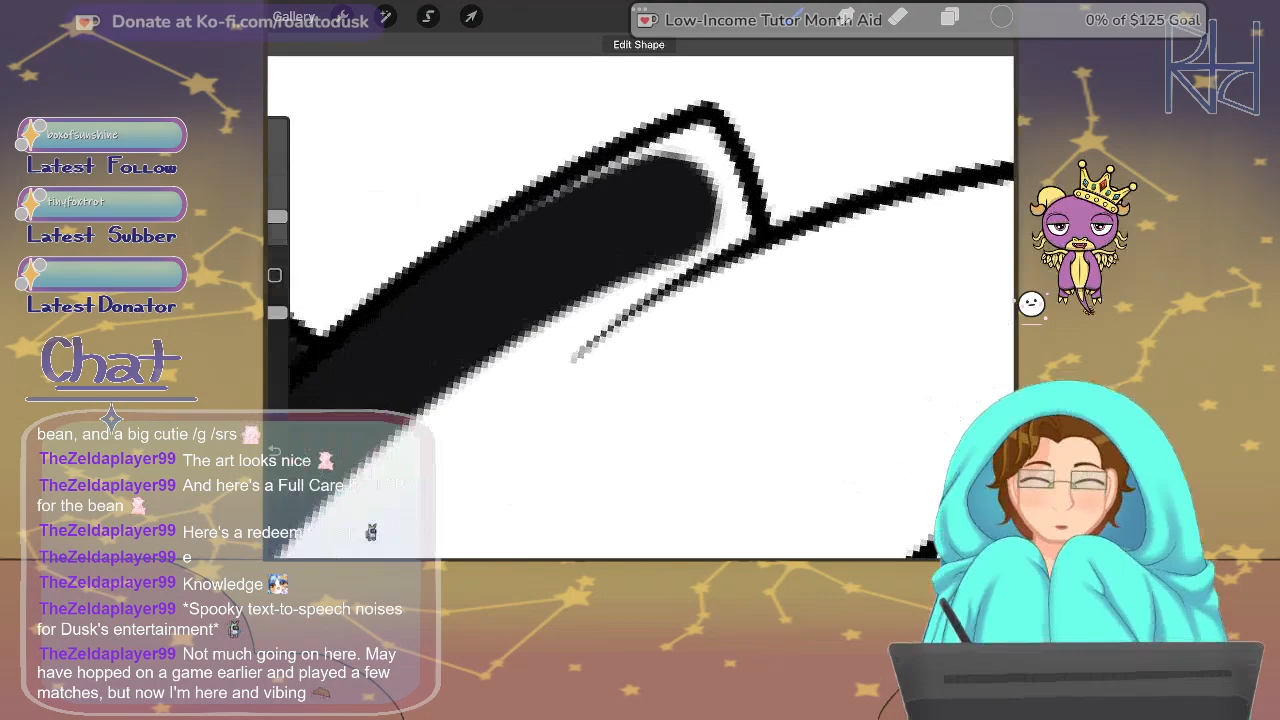 Donate at Ko-fi.com/roadtodusk
Gallery
Low-Income Tutor Month Aid
0% of $125 Goal
Edit Shape
boxofsunshine
Latest Follow
tinyfoxtrot
Latest Subber
Latest Donator
Chat
bean, and a big cutie /g /srs
TheZeldaplayer99 The art looks nice
TheZeldaplayer99 And here's a Full Care
for the bean
TheZeldaplayer99 Here's a redeem
TheZeldaplayer99 e
TheZeldaplayer99 Knowledge
TheZeldaplayer99 *Spooky text-to-speech noises
for Dusk's entertainment*
TheZeldaplayer99 Not much going on here. May
have hopped on a game earlier and played a few
matches, but now I'm here and vibing